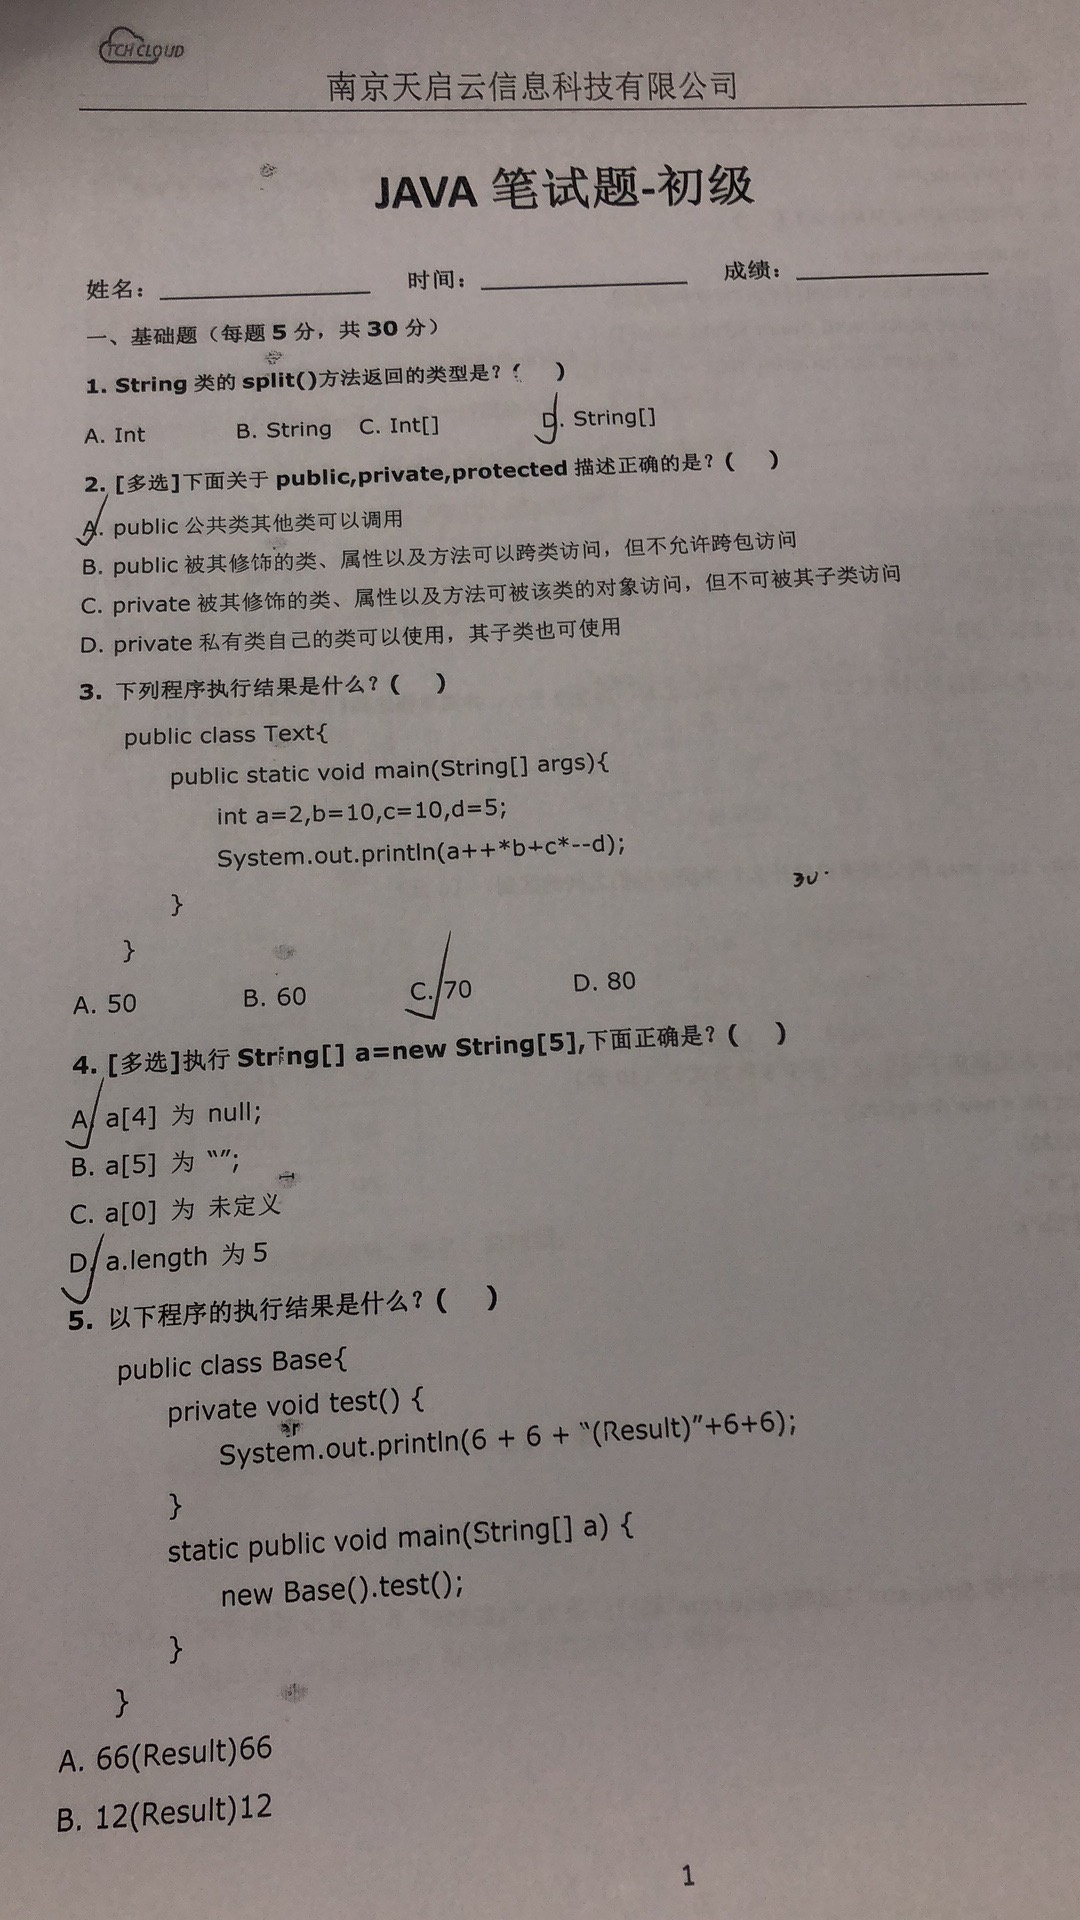 TCH CLOUD
南京天启云信息科技有限公司
JAVA 笔试题-初级
姓名: 时间: 成绩:
一、基础题（每题 5 分，共 30 分）
1. String 类的 split()方法返回的类型是? ( )
A. Int B. String C. Int[] D. String[]
2. [多选]下面关于 public,private,protected 描述正确的是? ( )
A. public 公共类其他类可以调用
B. public 被其修饰的类、属性以及方法可以跨类访问，但不允许跨包访问
C. private 被其修饰的类、属性以及方法可被该类的对象访问，但不可被其子类访问
D. private 私有类自己的类可以使用，其子类也可使用
3. 下列程序执行结果是什么? ( )
public class Text{
public static void main(String[] args){
int a=2,b=10,c=10,d=5;
System.out.println(a++*b+c*--d);
}
}
A. 50 B. 60 C. 70 D. 80
4. [多选]执行 String[] a=new String[5],下面正确是? ( )
A. a[4] 为 null;
B. a[5] 为 “”;
C. a[0] 为 未定义
D. a.length 为 5
5. 以下程序的执行结果是什么? ( )
public class Base{
private void test() {
System.out.println(6 + 6 + “(Result)”+6+6);
}
static public void main(String[] a) {
new Base().test();
}
}
A. 66(Result)66
B. 12(Result)12
1